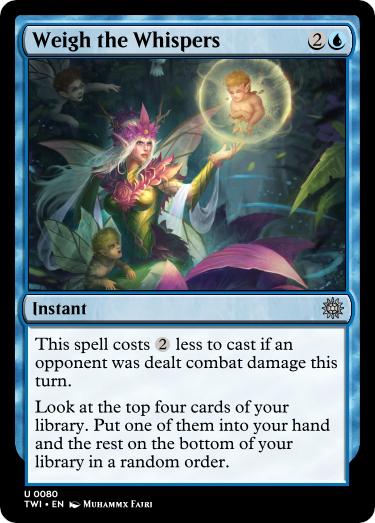 Weigh the Whispers 2
Instant
This spell costs 2 less to cast if an
opponent was dealt combat damage this
turn.
Look at the top four cards of your
library. Put one of them into your hand
and the rest on the bottom of your
library in a random order.
U 0080
TWI • EN Muhammx Fajri